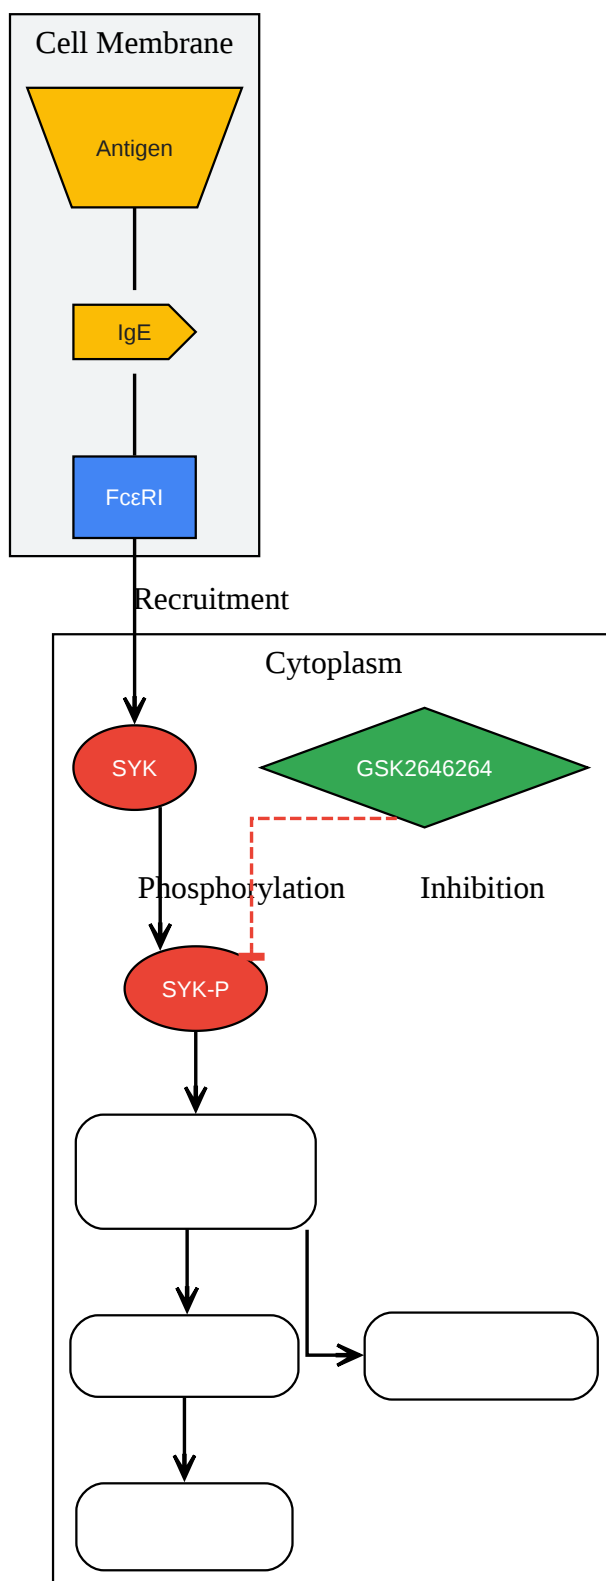 Cell Membrane
Antigen
IgE
FcεRI
Recruitment
Cytoplasm
SYK
GSK2646264
Phosphorylation
Inhibition
SYK-P